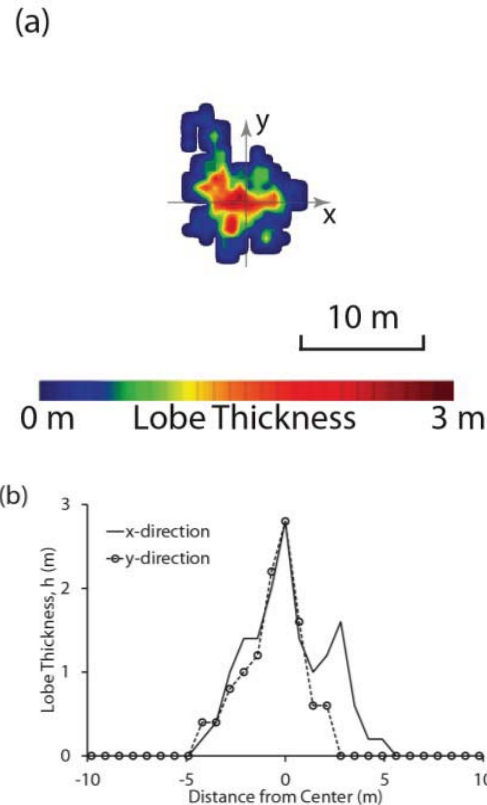 (a)
y
x
10 m
0 m Lobe Thickness 3 m
(b)
3
x-direction
y-direction
2
Lobe Thickness, h (m)
1
0
-10 -5 0 5 10
Distance from Center (m)